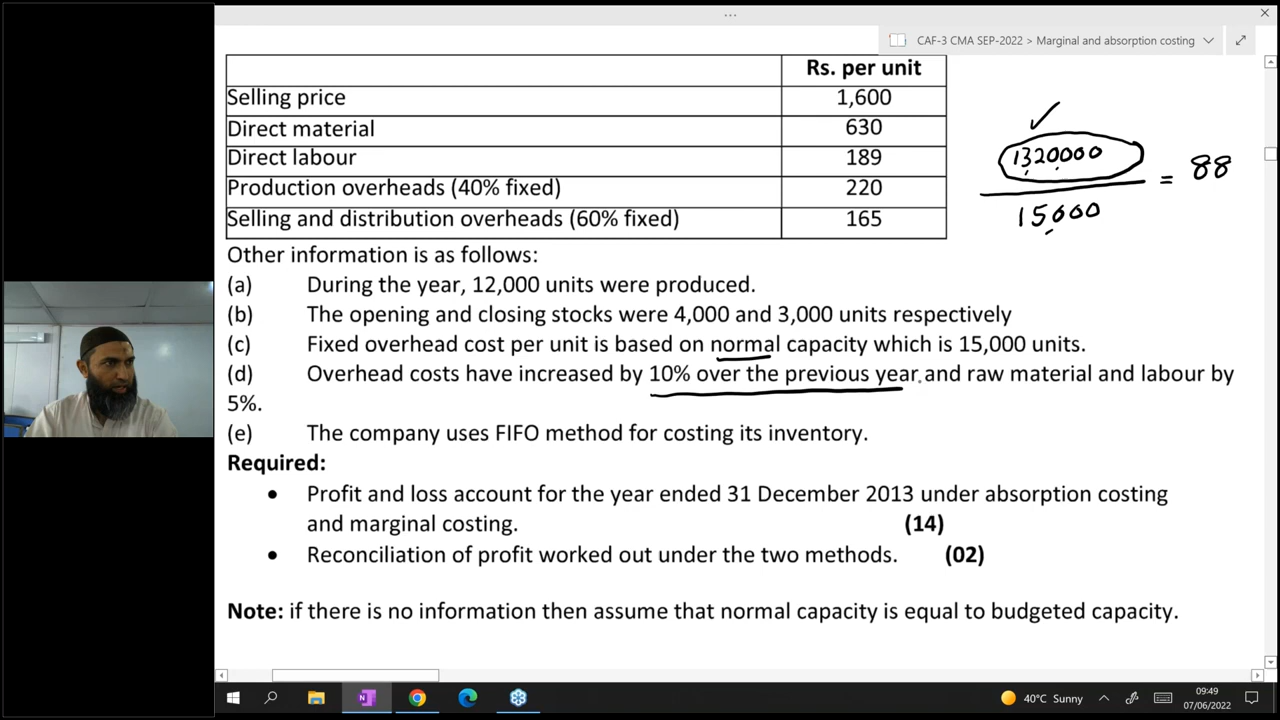 CAF-3 CMA SEP-2022 > Marginal and absorption costing
Rs. per unit
Selling price 1,600
Direct material 630
Direct labour 189
Production overheads (40% fixed) 220
Selling and distribution overheads (60% fixed) 165
1320000
15000
= 88
Other information is as follows:
(a) During the year, 12,000 units were produced.
(b) The opening and closing stocks were 4,000 and 3,000 units respectively
(c) Fixed overhead cost per unit is based on normal capacity which is 15,000 units.
(d) Overhead costs have increased by 10% over the previous year and raw material and labour by
5%.
(e) The company uses FIFO method for costing its inventory.
Required:
• Profit and loss account for the year ended 31 December 2013 under absorption costing
and marginal costing. (14)
• Reconciliation of profit worked out under the two methods. (02)
Note: if there is no information then assume that normal capacity is equal to budgeted capacity.
40°C Sunny
09:49
07/06/2022